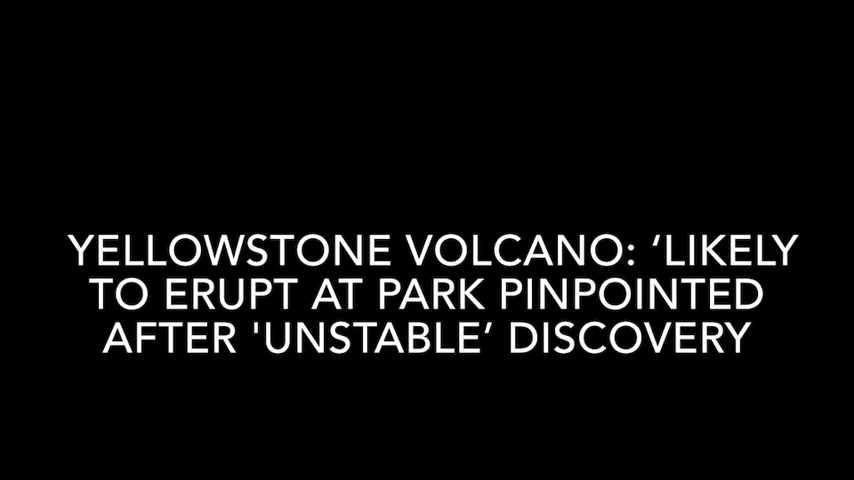 YELLOWSTONE VOLCANO: ‘LIKELY
TO ERUPT AT PARK PINPOINTED
AFTER 'UNSTABLE’ DISCOVERY